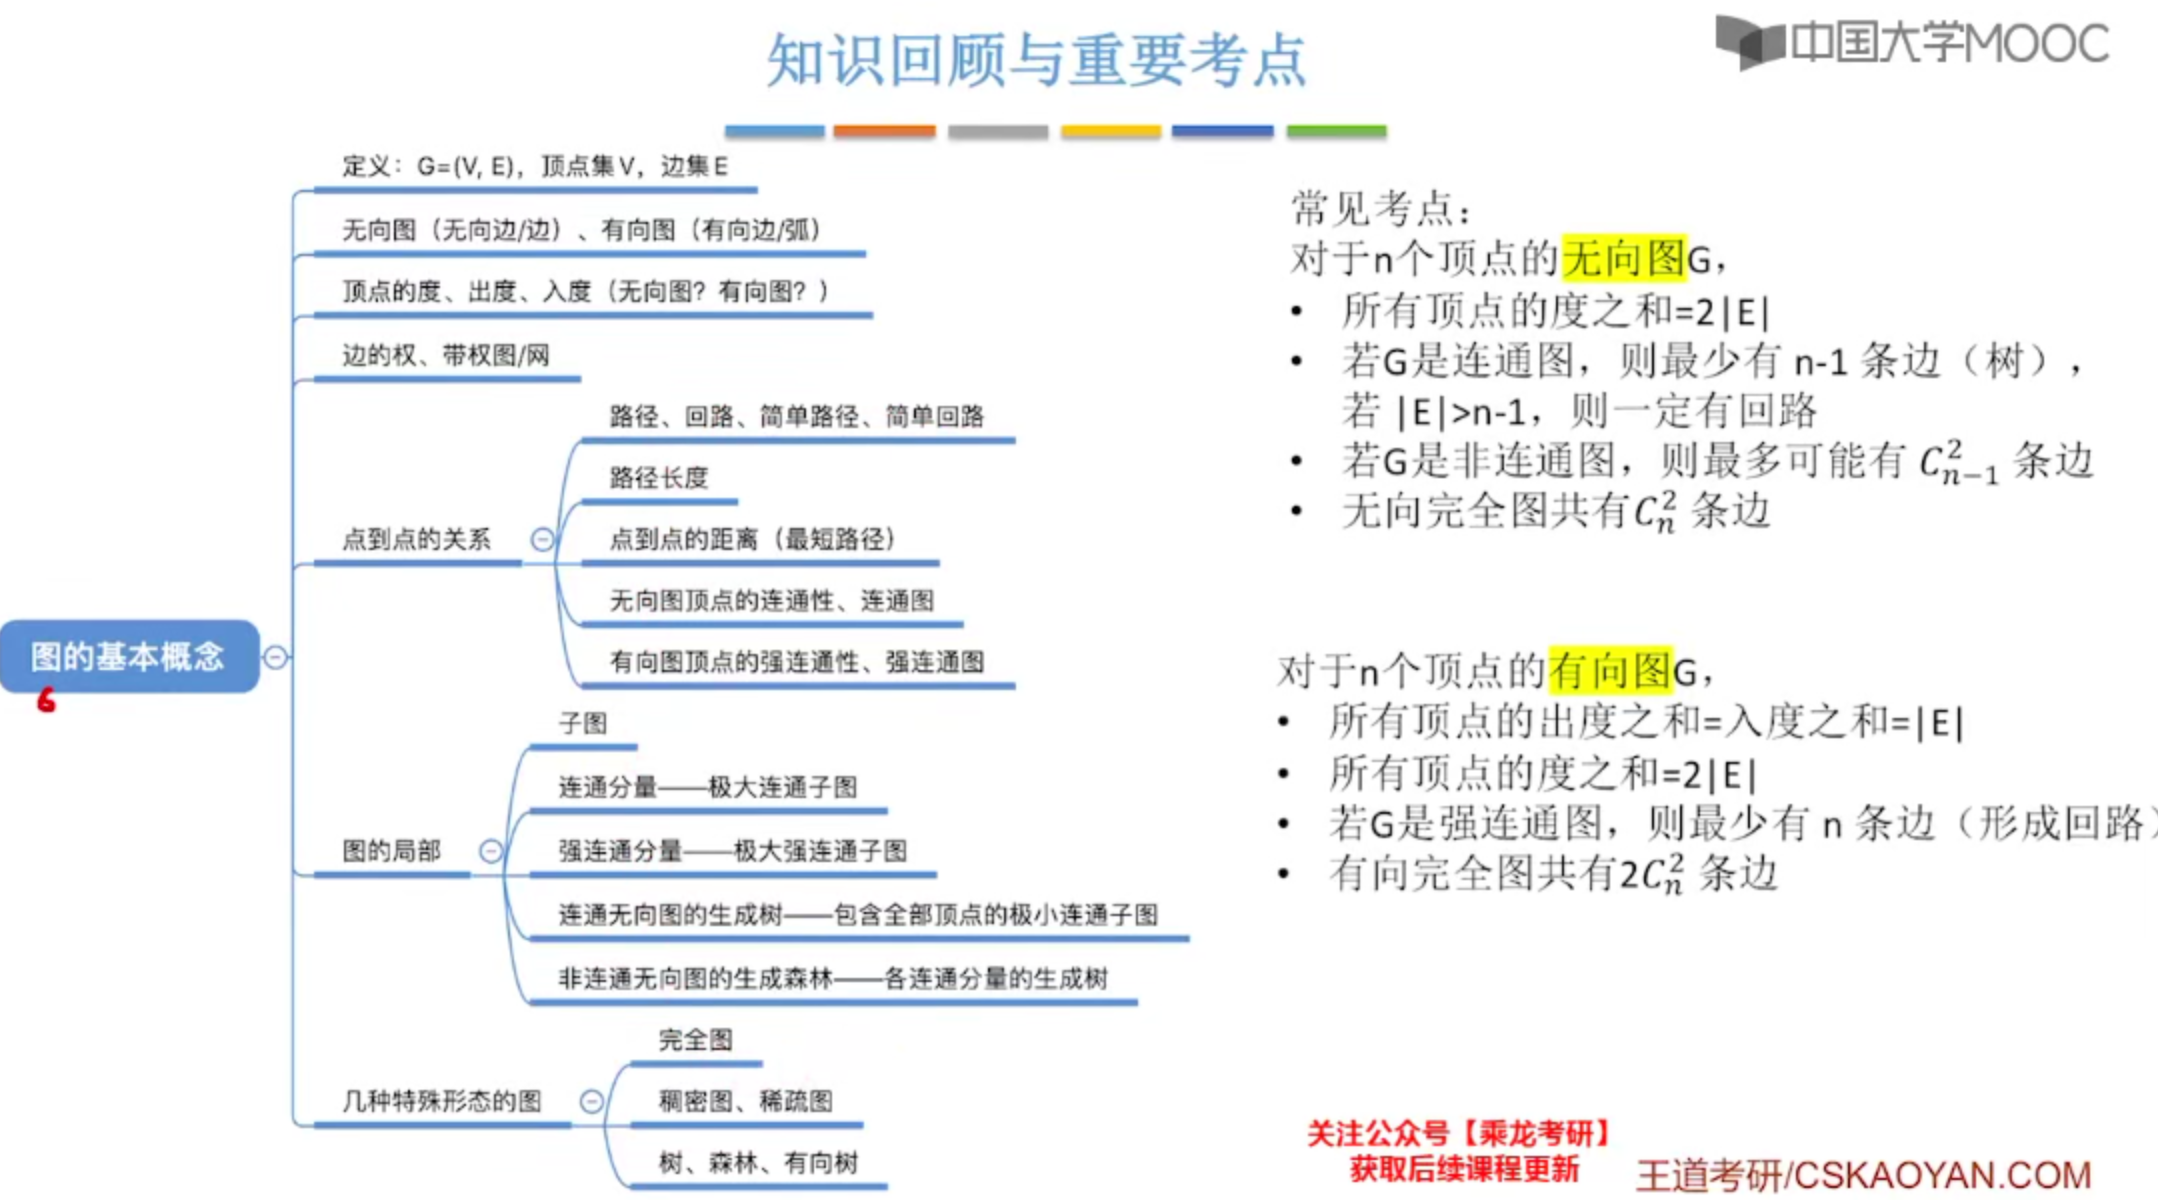 知识回顾与重要考点
中国大学MOOC
定义：G=(V, E)，顶点集 V，边集 E
无向图（无向边/边）、有向图（有向边/弧）
顶点的度、出度、入度（无向图？有向图？）
边的权、带权图/网
点到点的关系
路径、回路、简单路径、简单回路
路径长度
点到点的距离（最短路径）
无向图顶点的连通性、连通图
有向图顶点的强连通性、强连通图
图的基本概念
图的局部
子图
连通分量——极大连通子图
强连通分量——极大强连通子图
连通无向图的生成树——包含全部顶点的极小连通子图
非连通无向图的生成森林——各连通分量的生成树
几种特殊形态的图
完全图
稠密图、稀疏图
树、森林、有向树
常见考点：
对于n个顶点的无向图G，
• 所有顶点的度之和=2|E|
• 若G是连通图，则最少有 n-1 条边（树），
若 |E|>n-1，则一定有回路
• 若G是非连通图，则最多可能有 $C_{n-1}^2$ 条边
• 无向完全图共有$C_n^2$ 条边
对于n个顶点的有向图G，
• 所有顶点的出度之和=入度之和=|E|
• 所有顶点的度之和=2|E|
• 若G是强连通图，则最少有 n 条边（形成回路）
• 有向完全图共有$2C_n^2$ 条边
关注公众号【乘龙考研】
获取后续课程更新
王道考研/CSKAOYAN.COM